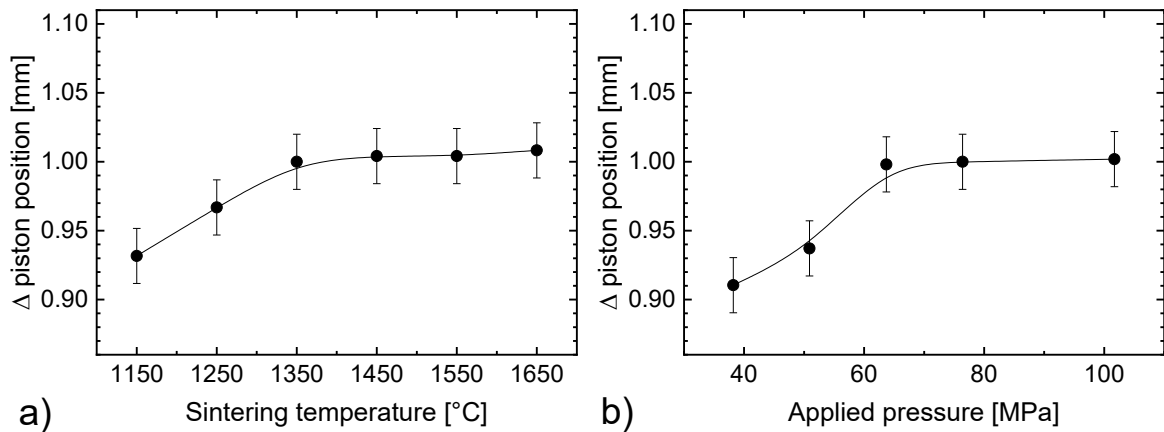 1.10
1.05
1.00
0.95
0.90
Δ piston position [mm]
1150 1250 1350 1450 1550 1650
Sintering temperature [°C]
a)
1.10
1.05
1.00
0.95
0.90
Δ piston position [mm]
40 60 80 100
Applied pressure [MPa]
b)